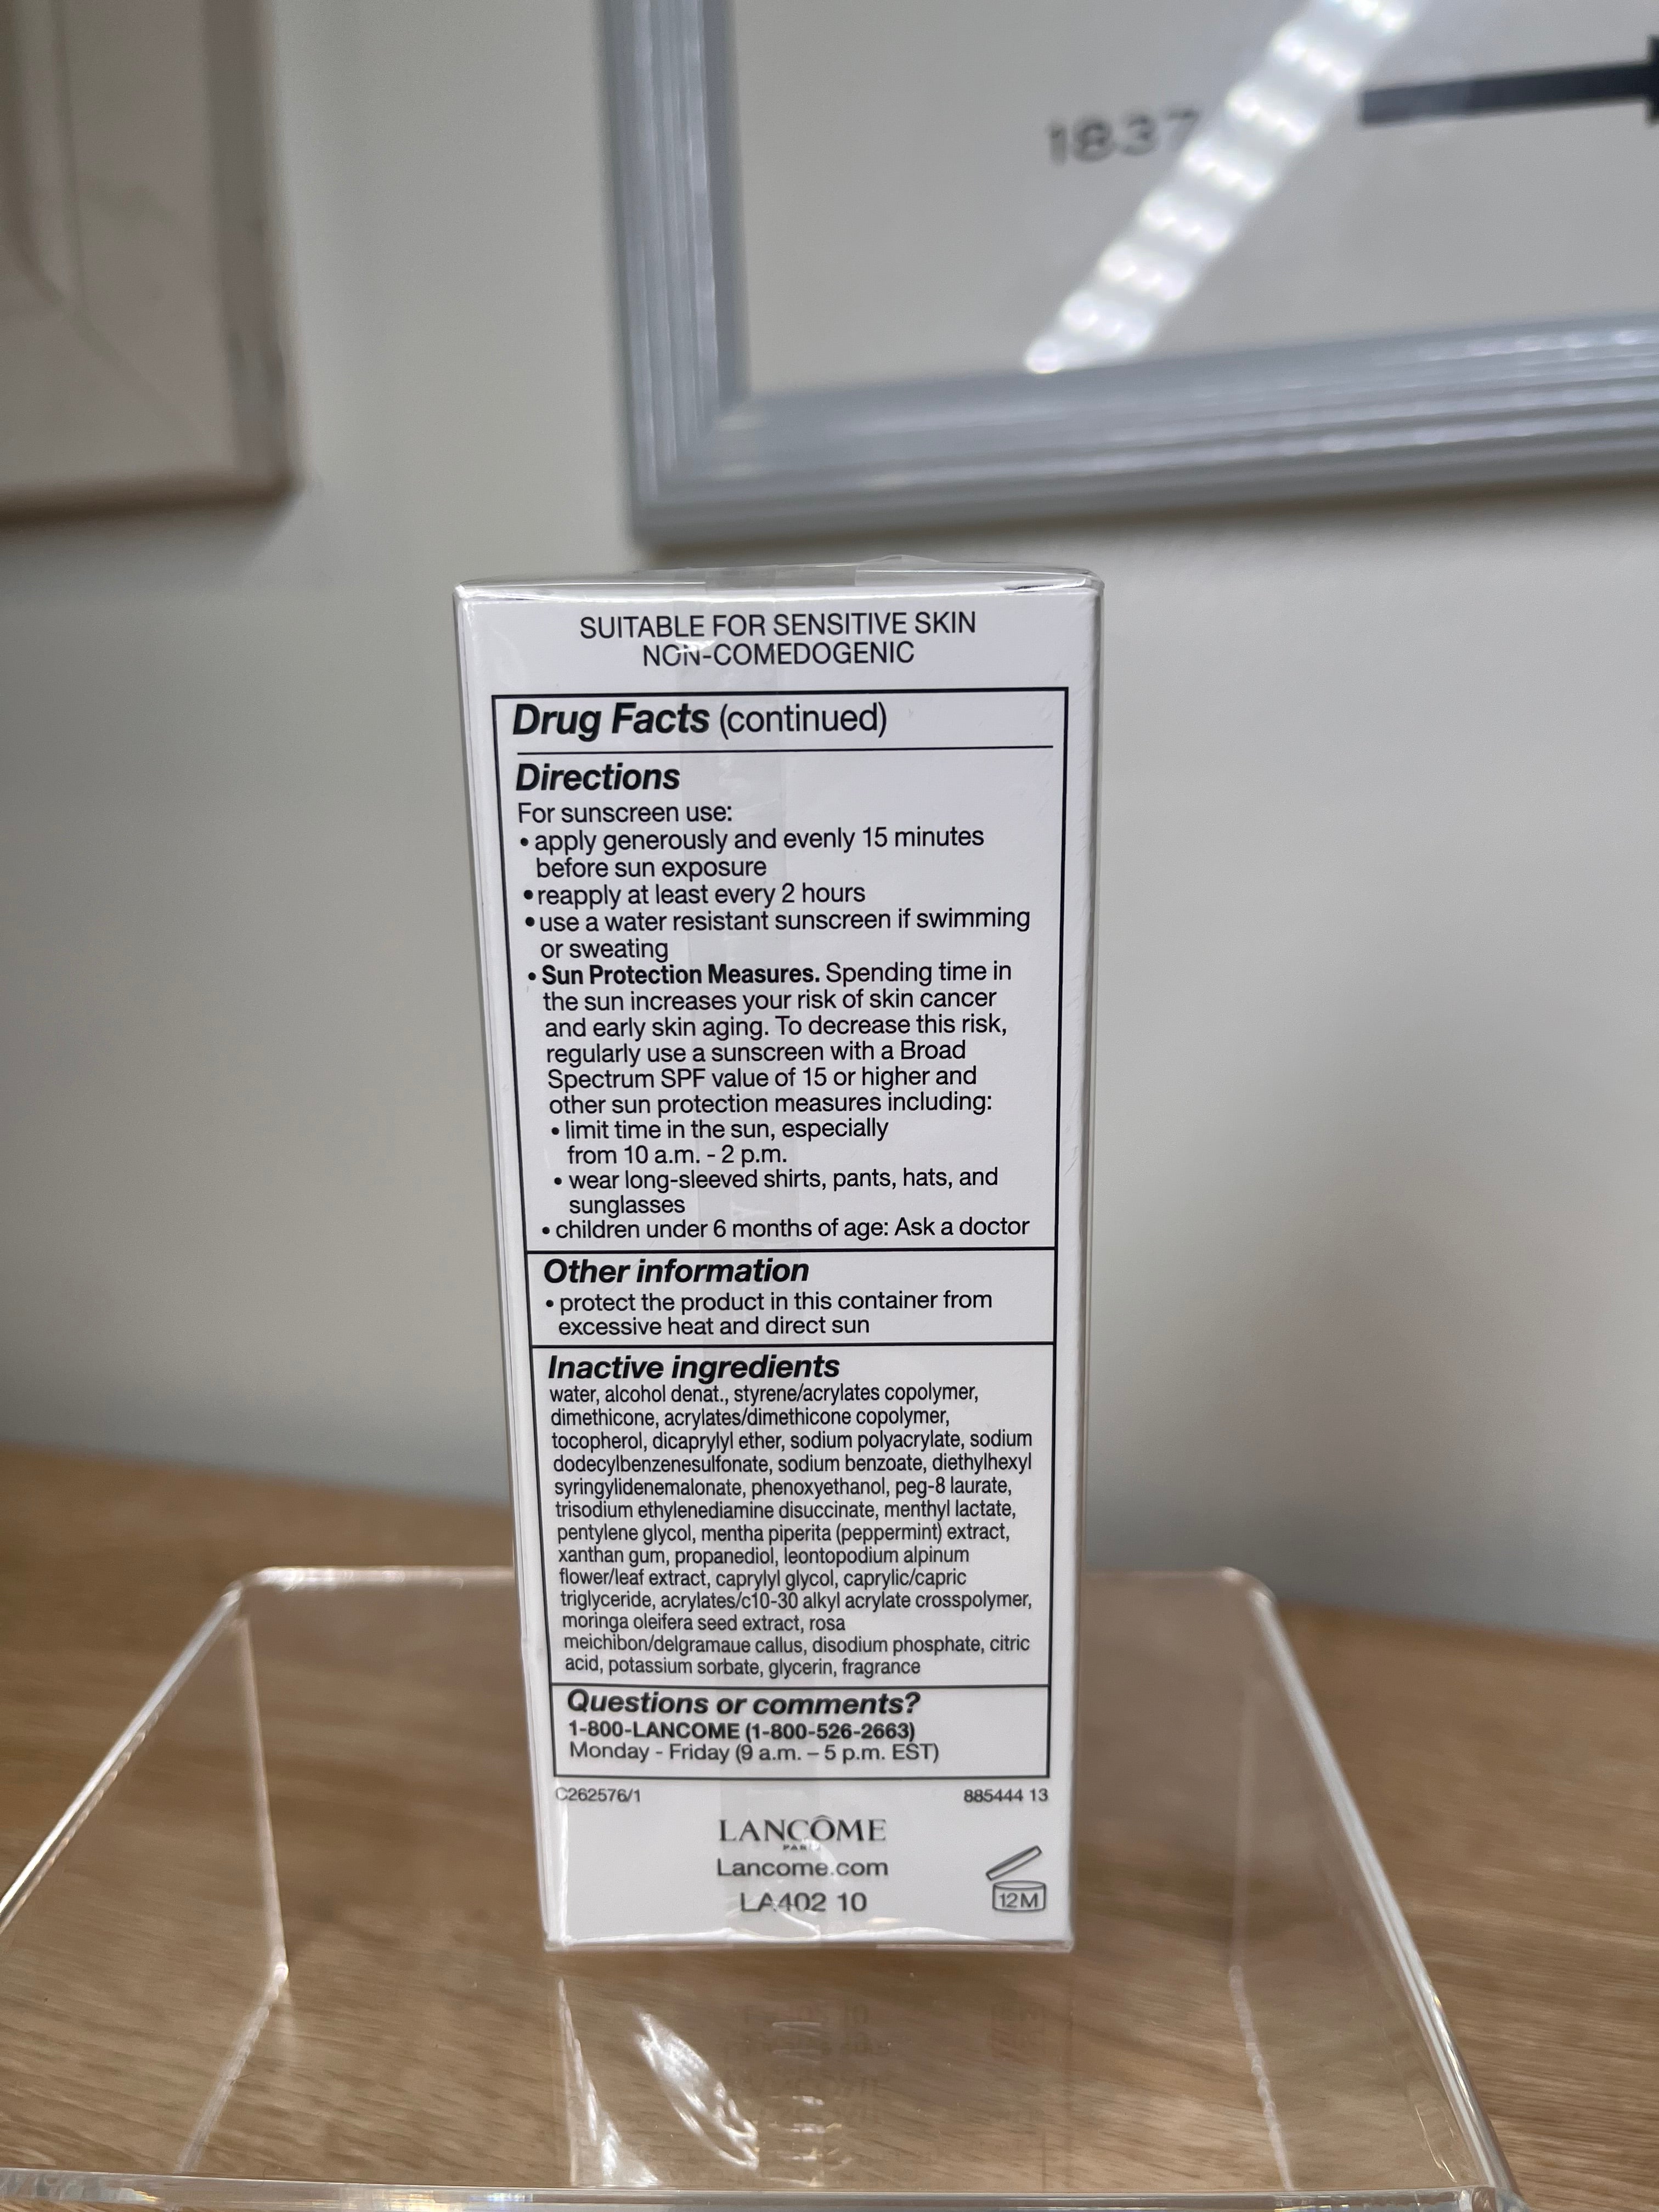 1837
SUITABLE FOR SENSITIVE SKIN
NON-COMEDOGENIC
Drug Facts (continued)
Directions
For sunscreen use:
• apply generously and evenly 15 minutes
before sun exposure
• reapply at least every 2 hours
• use a water resistant sunscreen if swimming
or sweating
• Sun Protection Measures. Spending time in
the sun increases your risk of skin cancer
and early skin aging. To decrease this risk,
regularly use a sunscreen with a Broad
Spectrum SPF value of 15 or higher and
other sun protection measures including:
• limit time in the sun, especially
from 10 a.m. - 2 p.m.
• wear long-sleeved shirts, pants, hats, and
sunglasses
• children under 6 months of age: Ask a doctor
Other information
• protect the product in this container from
excessive heat and direct sun
Inactive ingredients
water, alcohol denat., styrene/acrylates copolymer,
dimethicone, acrylates/dimethicone copolymer,
tocopherol, dicaprylyl ether, sodium polyacrylate, sodium
dodecylbenzenesulfonate, sodium benzoate, diethylhexyl
syringylidenemalonate, phenoxyethanol, peg-8 laurate,
trisodium ethylenediamine disuccinate, menthyl lactate,
pentylene glycol, mentha piperita (peppermint) extract,
xanthan gum, propanediol, leontopodium alpinum
flower/leaf extract, caprylyl glycol, caprylic/capric
triglyceride, acrylates/c10-30 alkyl acrylate crosspolymer,
moringa oleifera seed extract, rosa
meichibon/delgramaue callus, disodium phosphate, citric
acid, potassium sorbate, glycerin, fragrance
Questions or comments?
1-800-LANCOME (1-800-526-2663)
Monday - Friday (9 a.m. – 5 p.m. EST)
C262576/1 885444 13
LANCÔME
PARIS
Lancome.com
LA402 10
12M